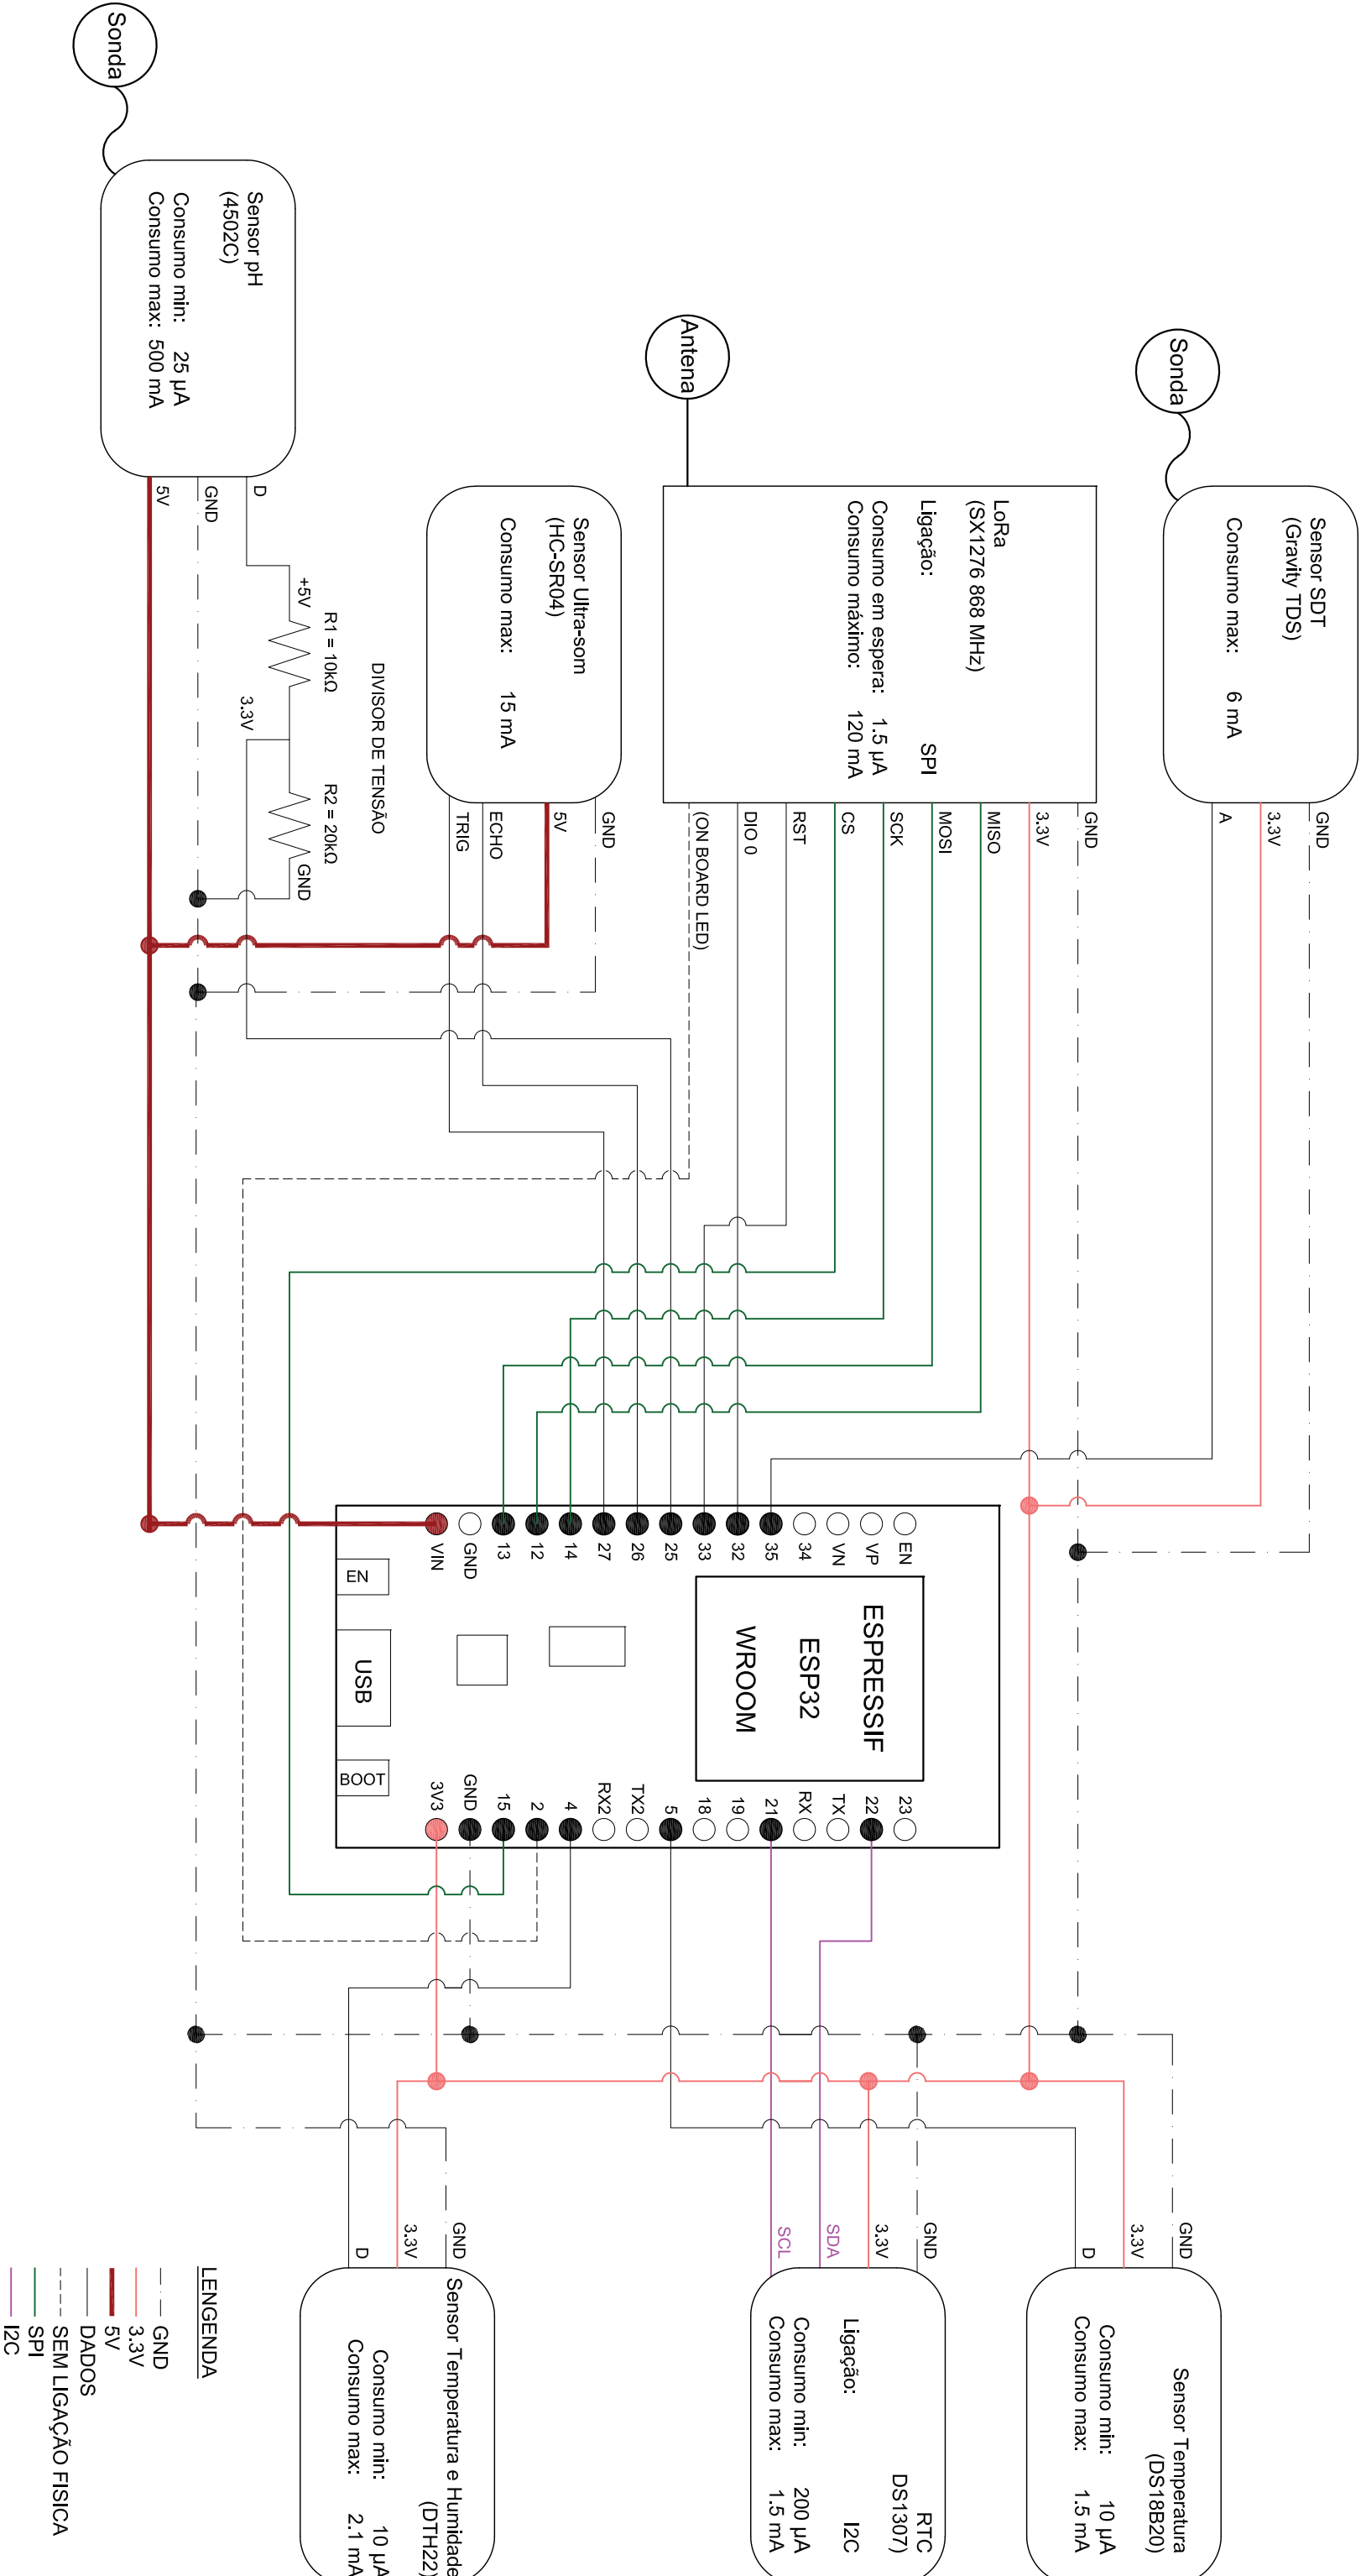 Sonda
Sensor SDT
(Gravity TDS)
Consumo max: 6 mA
GND
3.3V
A
Antena
LoRa
(SX1276 868 MHz)
Ligação: SPI
Consumo em espera: 1.5 µA
Consumo máximo: 120 mA
GND
3.3V
MISO
MOSI
SCK
CS
RST
DIO 0
(ON BOARD LED)
Sensor Ultra-som
(HC-SR04)
Consumo max: 15 mA
GND
5V
ECHO
TRIG
DIVISOR DE TENSÃO
R1 = 10kΩ
R2 = 20kΩ
+5V
3.3V
GND
Sonda
Sensor pH
(4502C)
Consumo min: 25 µA
Consumo max: 500 mA
D
GND
5V
EN
VP
VN
34
35
32
33
25
26
27
14
12
13
GND
VIN
ESPRESSIF
ESP32
WROOM
EN
USB
BOOT
23
22
TX
RX
21
19
18
5
TX2
RX2
4
2
15
GND
3V3
GND
3.3V
D
Sensor Temperatura
(DS18B20)
Consumo min: 10 µA
Consumo max: 1.5 mA
GND
3.3V
SDA
SCL
RTC
DS1307)
Ligação: I2C
Consumo min: 200 µA
Consumo max: 1.5 mA
GND
3.3V
D
Sensor Temperatura e Humidade
(DTH22)
Consumo min: 10 µA
Consumo max: 2.1 mA
LENGENDA
GND
3.3V
5V
DADOS
SEM LIGAÇÃO FISICA
SPI
I2C